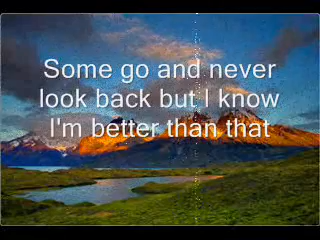 Some go and never
look back but I know
I'm better than that